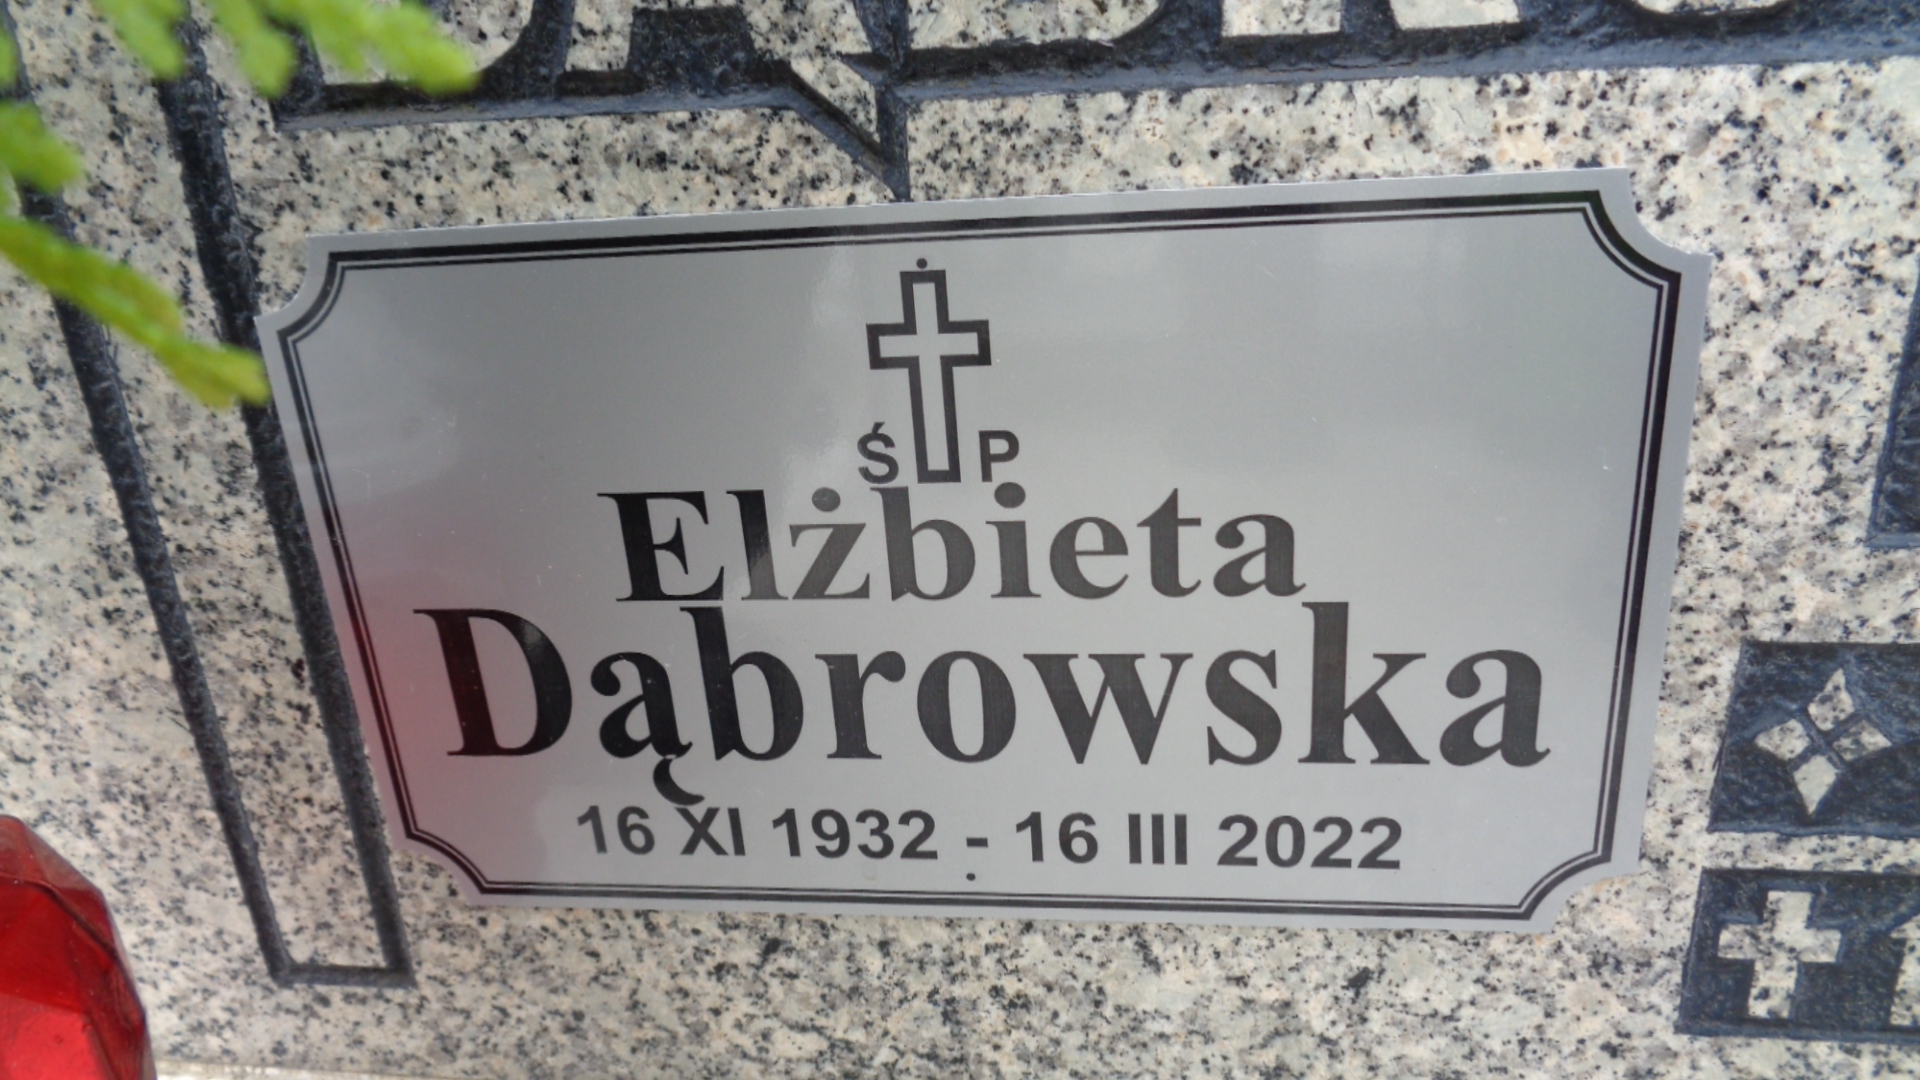 Ś P
Elżbieta
Dąbrowska
16 XI 1932 - 16 III 2022